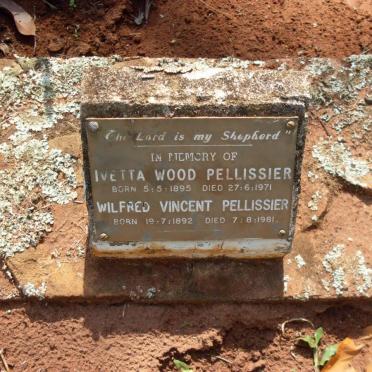 The Lord is my Shepherd"
IN MEMORY OF
IVETTA WOOD PELLISSIER
BORN 5:5:1895 DIED 27:6:1971
WILFRED VINCENT PELLISSIER
BORN 19·7:1892 DIED 7:8:1981.